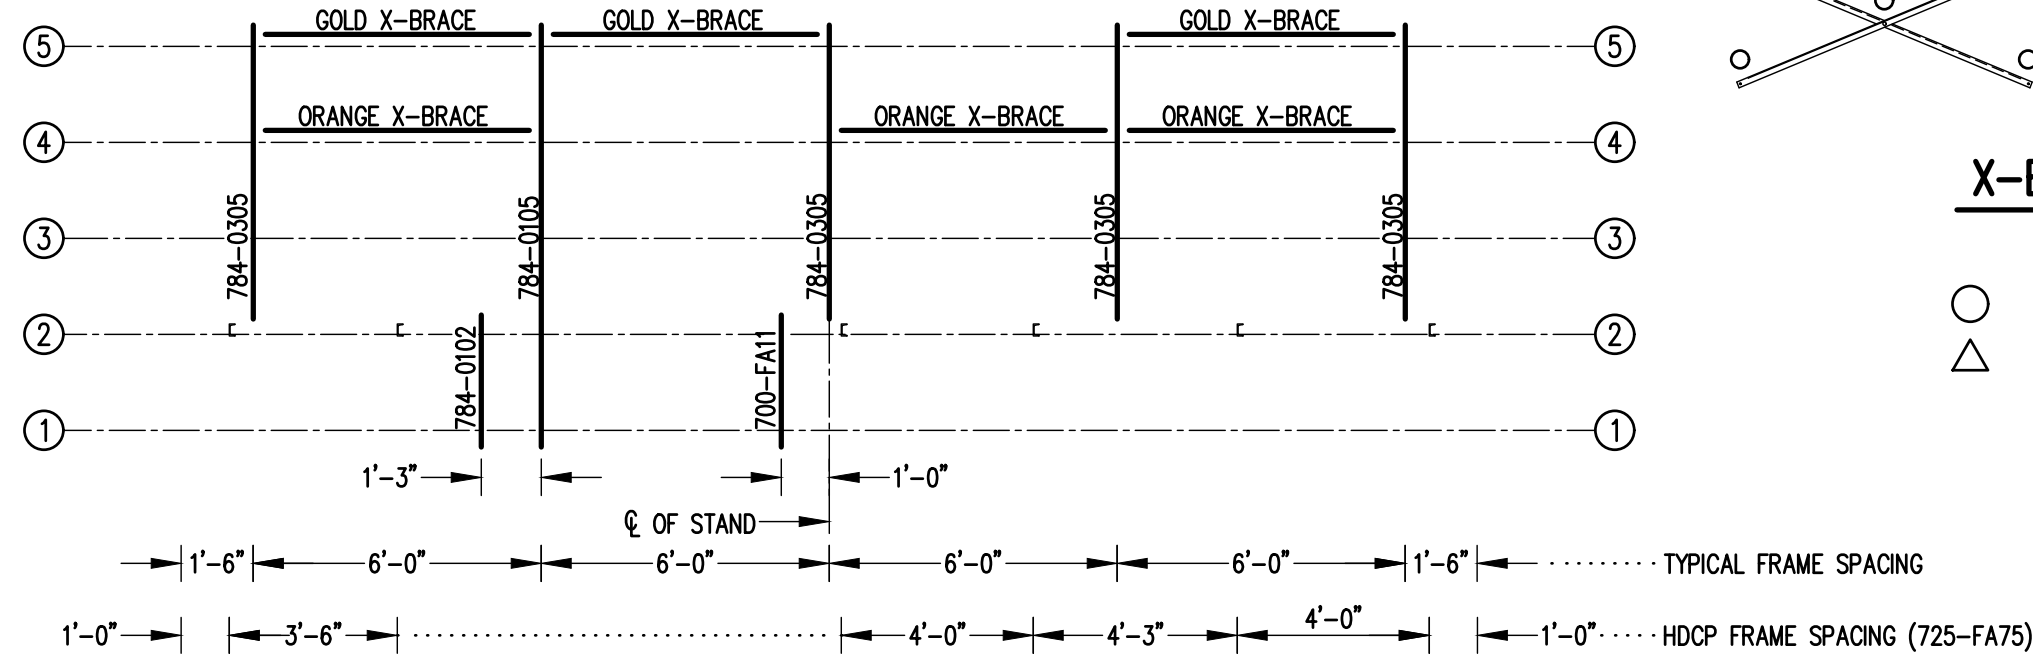 GOLD X-BRACE GOLD X-BRACE GOLD X-BRACE
5 5
ORANGE X-BRACE ORANGE X-BRACE ORANGE X-BRACE
4 4
X-B
784-0305 784-0105 784-0305 784-0305 784-0305
3 3
2 2
784-0102 700-FA11
1 1
1'-3" 1'-0"
℄ OF STAND
1'-6" 6'-0" 6'-0" 6'-0" 6'-0" 1'-6" TYPICAL FRAME SPACING
1'-0" 3'-6" 4'-0" 4'-3" 4'-0" 1'-0" HDCP FRAME SPACING (725-FA75)